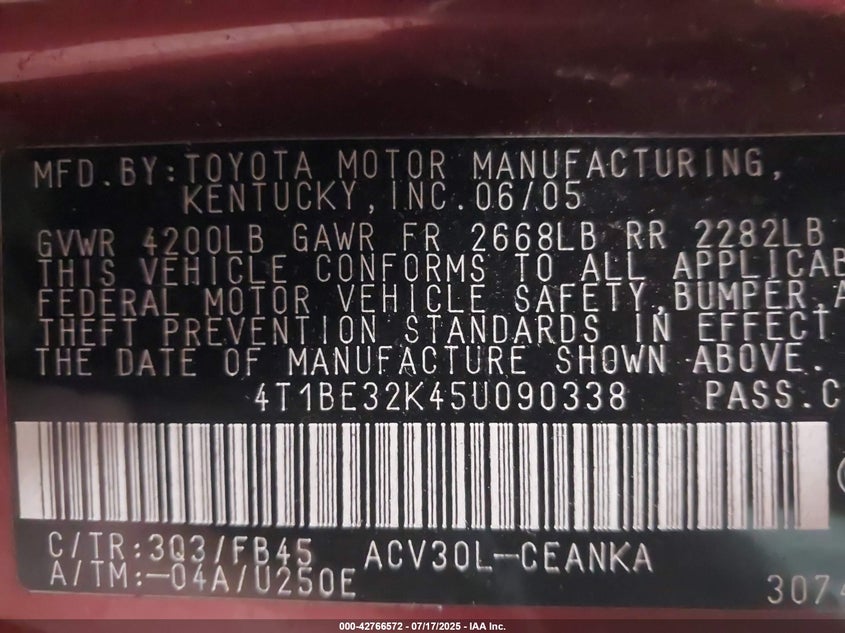 MFD.BY:TOYOTA MOTOR MANUFACTURING,
KENTUCKY,INC.06/05
GVWR 4200LB GAWR FR 2668LB RR 2282LB
THIS VEHICLE CONFORMS TO ALL APPLICAB
FEDERAL MOTOR VEHICLE SAFETY,BUMPER,A
THEFT PREVENTION STANDARDS IN EFFECT
THE DATE OF MANUFACTURE SHOWN ABOVE.
4T1BE32K45U090338 PASS.C
C/TR:3Q3/FB45 ACV30L-CEANKA
A/TM:-04A/U250E
3074
000-42766572 - 07/17/2025 - IAA Inc.